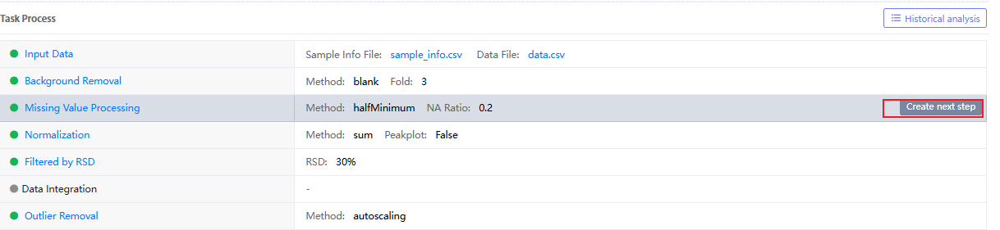 Task Process
Historical analysis
Input Data Sample Info File: sample_info.csv Data File: data.csv
Background Removal Method: blank Fold: 3
Missing Value Processing Method: halfMinimum NA Ratio: 0.2 Create next step
Normalization Method: sum Peakplot: False
Filtered by RSD RSD: 30%
Data Integration -
Outlier Removal Method: autoscaling